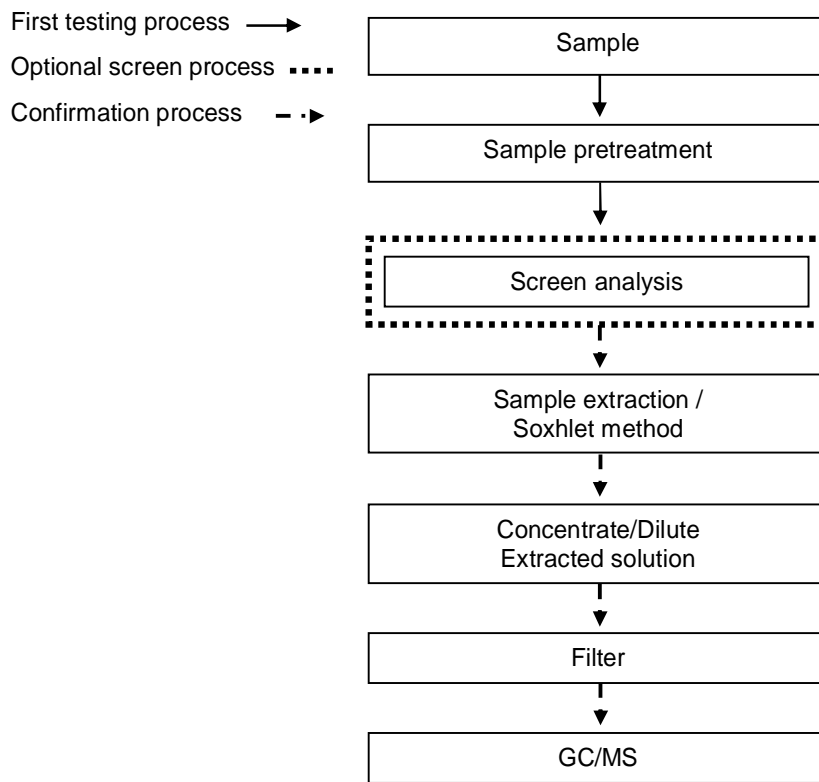 First testing process
Optional screen process
Confirmation process
Sample
Sample pretreatment
Screen analysis
Sample extraction /
Soxhlet method
Concentrate/Dilute
Extracted solution
Filter
GC/MS